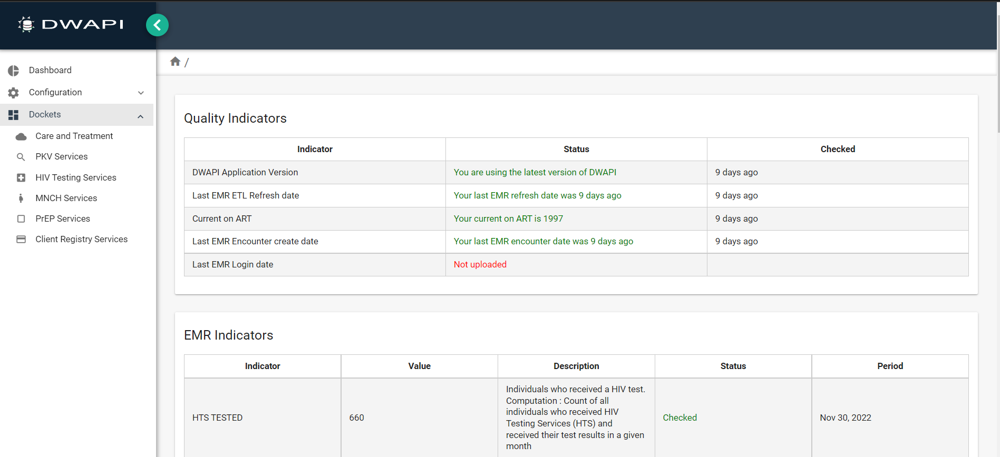 DWAPI
/
Dashboard
Configuration
Dockets
Care and Treatment
PKV Services
HIV Testing Services
MNCH Services
PrEP Services
Client Registry Services
Quality Indicators
Indicator Status Checked
DWAPI Application Version You are using the latest version of DWAPI 9 days ago
Last EMR ETL Refresh date Your last EMR refresh date was 9 days ago 9 days ago
Current on ART Your current on ART is 1997 9 days ago
Last EMR Encounter create date Your last EMR encounter date was 9 days ago 9 days ago
Last EMR Login date Not uploaded
EMR Indicators
Indicator Value Description Status Period
HTS TESTED 660
Individuals who received a HIV test.
Computation : Count of all
individuals who received HIV
Testing Services (HTS) and
received their test results in a given
month
Checked Nov 30, 2022